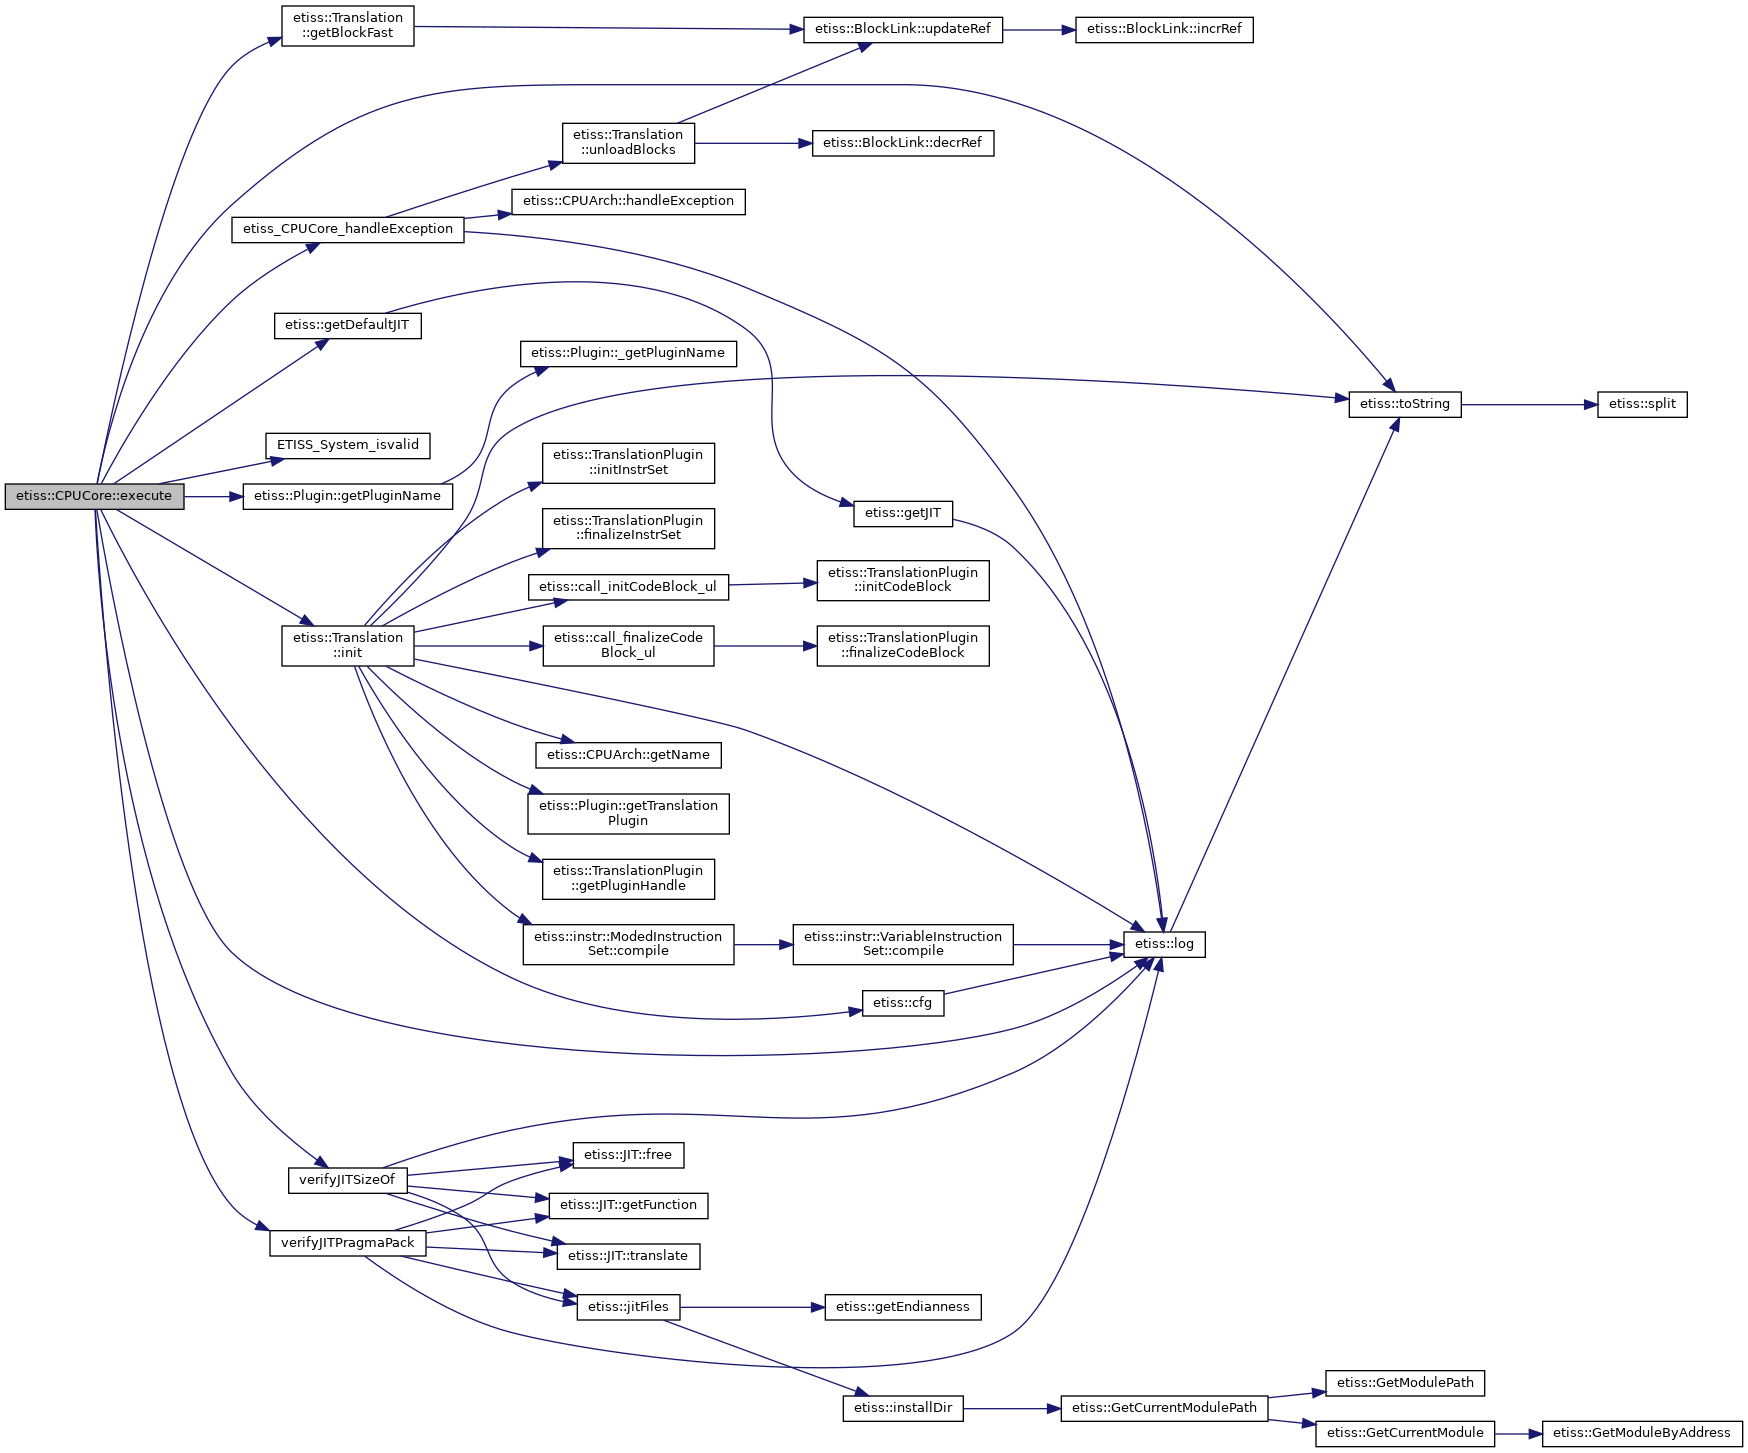 etiss::Translation
::getBlockFast
etiss::BlockLink::updateRef
etiss::BlockLink::incrRef
etiss::Translation
::unloadBlocks
etiss::BlockLink::decrRef
etiss::CPUArch::handleException
etiss_CPUCore_handleException
etiss::getDefaultJIT
etiss::Plugin::_getPluginName
etiss::toString
etiss::split
ETISS_System_isvalid
etiss::TranslationPlugin
::initInstrSet
etiss::CPUCore::execute
etiss::Plugin::getPluginName
etiss::getJIT
etiss::TranslationPlugin
::finalizeInstrSet
etiss::call_initCodeBlock_ul
etiss::TranslationPlugin
::initCodeBlock
etiss::Translation
::init
etiss::call_finalizeCode
Block_ul
etiss::TranslationPlugin
::finalizeCodeBlock
etiss::CPUArch::getName
etiss::Plugin::getTranslation
Plugin
etiss::TranslationPlugin
::getPluginHandle
etiss::instr::ModedInstruction
Set::compile
etiss::instr::VariableInstruction
Set::compile
etiss::log
etiss::cfg
etiss::JIT::free
verifyJITSizeOf
etiss::JIT::getFunction
verifyJITPragmaPack
etiss::JIT::translate
etiss::jitFiles
etiss::getEndianness
etiss::GetModulePath
etiss::installDir
etiss::GetCurrentModulePath
etiss::GetCurrentModule
etiss::GetModuleByAddress